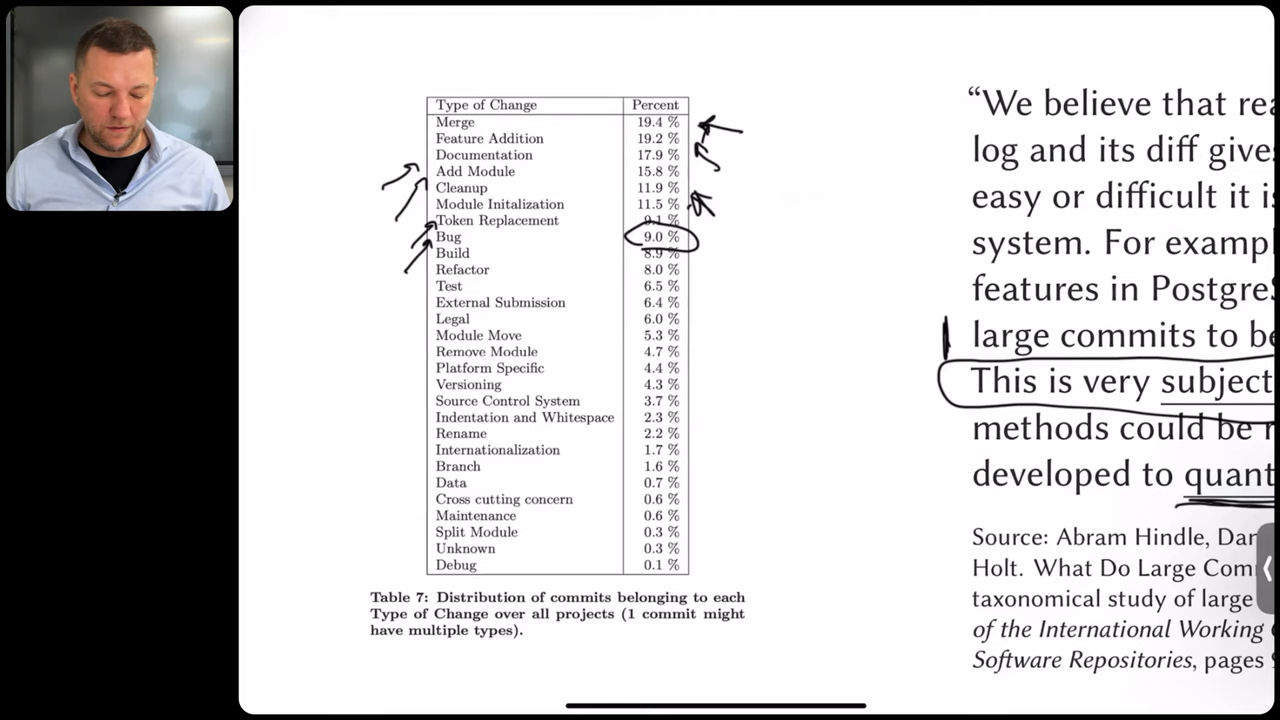 Type of Change Percent
Merge 19.4 %
Feature Addition 19.2 %
Documentation 17.9 %
Add Module 15.8 %
Cleanup 11.9 %
Module Initalization 11.5 %
Token Replacement 9.1 %
Bug 9.0 %
Build 8.9 %
Refactor 8.0 %
Test 6.5 %
External Submission 6.4 %
Legal 6.0 %
Module Move 5.3 %
Remove Module 4.7 %
Platform Specific 4.4 %
Versioning 4.3 %
Source Control System 3.7 %
Indentation and Whitespace 2.3 %
Rename 2.2 %
Internationalization 1.7 %
Branch 1.6 %
Data 0.7 %
Cross cutting concern 0.6 %
Maintenance 0.6 %
Split Module 0.3 %
Unknown 0.3 %
Debug 0.1 %
Table 7: Distribution of commits belonging to each
Type of Change over all projects (1 commit might
have multiple types).
“We believe that rea
log and its diff gives
easy or difficult it is
system. For exampl
features in Postgre
large commits to be
This is very subject
methods could be
developed to quant
Source: Abram Hindle, Dan
Holt. What Do Large Com
taxonomical study of large
of the International Working
Software Repositories, pages